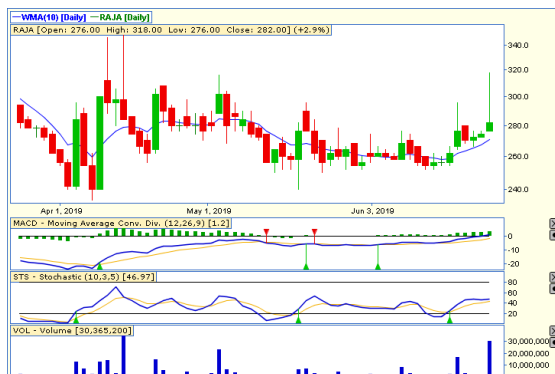 WMA(10) [Daily] RAJA [Daily]
RAJA [Open: 276.00 High: 318.00 Low: 276.00 Close: 282.00] (+2.9%)
340.0
320.0
300.0
280.0
260.0
240.0
Apr 1, 2019 May 1, 2019 Jun 3, 2019
MACD - Moving Average Conv. Div. (12,26,9) [1.2]
0
-10
-20
STS - Stochastic (10,3,5) [46.97]
80
60
40
20
VOL - Volume [30,365,200]
30,000,000
20,000,000
10,000,000